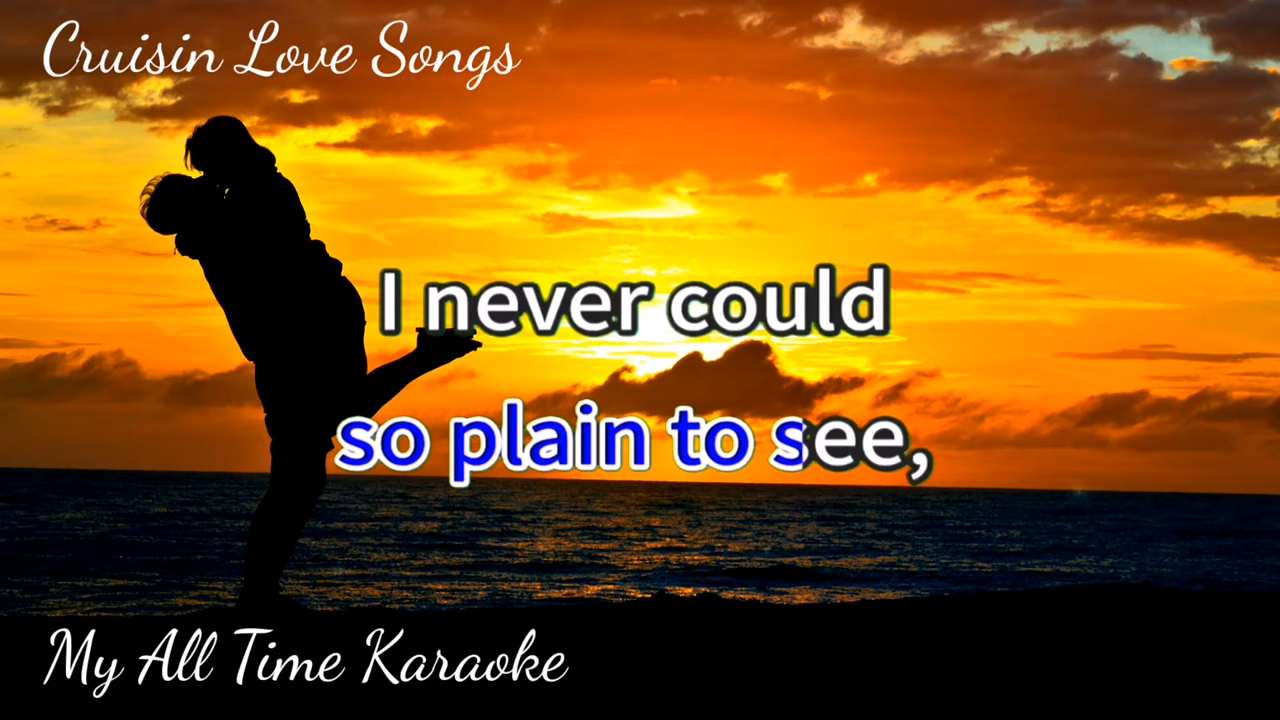 Cruisin Love Songs
I never could
so plain to see,
My All Time Karaoke